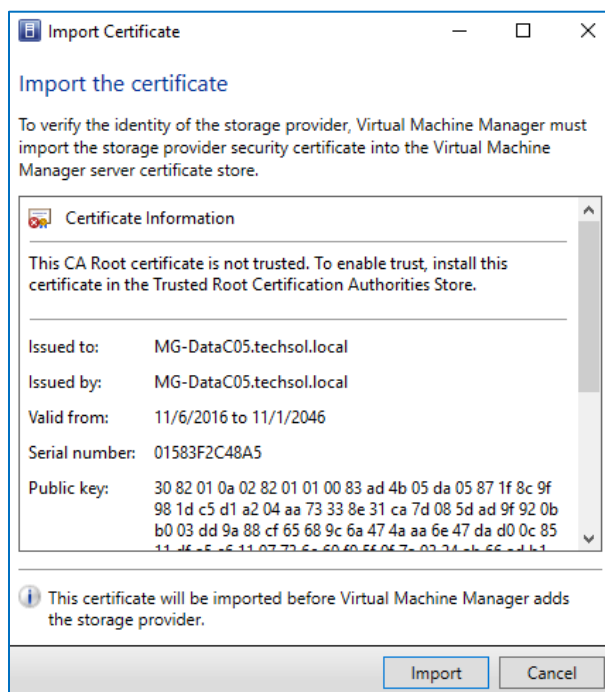 Import Certificate
Import the certificate
To verify the identity of the storage provider, Virtual Machine Manager must
import the storage provider security certificate into the Virtual Machine
Manager server certificate store.
Certificate Information
This CA Root certificate is not trusted. To enable trust, install this
certificate in the Trusted Root Certification Authorities Store.
Issued to: MG-DataC05.techsol.local
Issued by: MG-DataC05.techsol.local
Valid from: 11/6/2016 to 11/1/2046
Serial number: 01583F2C48A5
Public key: 30 82 01 0a 02 82 01 01 00 83 ad 4b 05 da 05 87 1f 8c 9f
98 1d c5 d1 a2 04 aa 73 33 8e 31 ca 7d 08 5d ad 9f 92 0b
b0 03 dd 9a 88 cf 65 68 9c 6a 47 4a aa 6e 47 da d0 0c 85
This certificate will be imported before Virtual Machine Manager adds
the storage provider.
Import Cancel